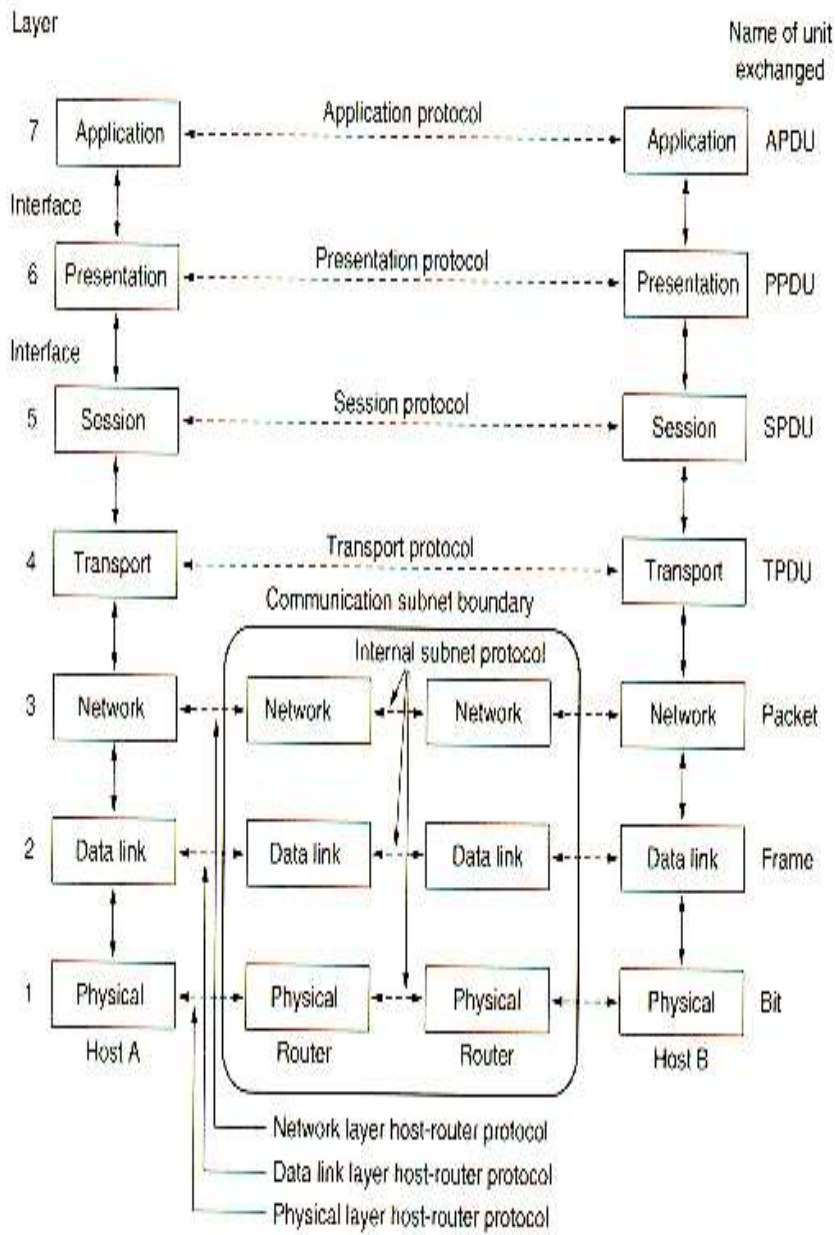 Layer
Name of unit
exchanged
7
Application
Application protocol
Application
APDU
Interface
6
Presentation
Presentation protocol
Presentation
PPDU
Interface
5
Session
Session protocol
Session
SPDU
4
Transport
Transport protocol
Transport
TPDU
Communication subnet boundary
Internal subnet protocol
3
Network
Network
Network
Network
Packet
2
Data link
Data link
Data link
Data link
Frame
1
Physical
Physical
Physical
Physical
Bit
Host A
Router
Router
Host B
Network layer host-router protocol
Data link layer host-router protocol
Physical layer host-router protocol